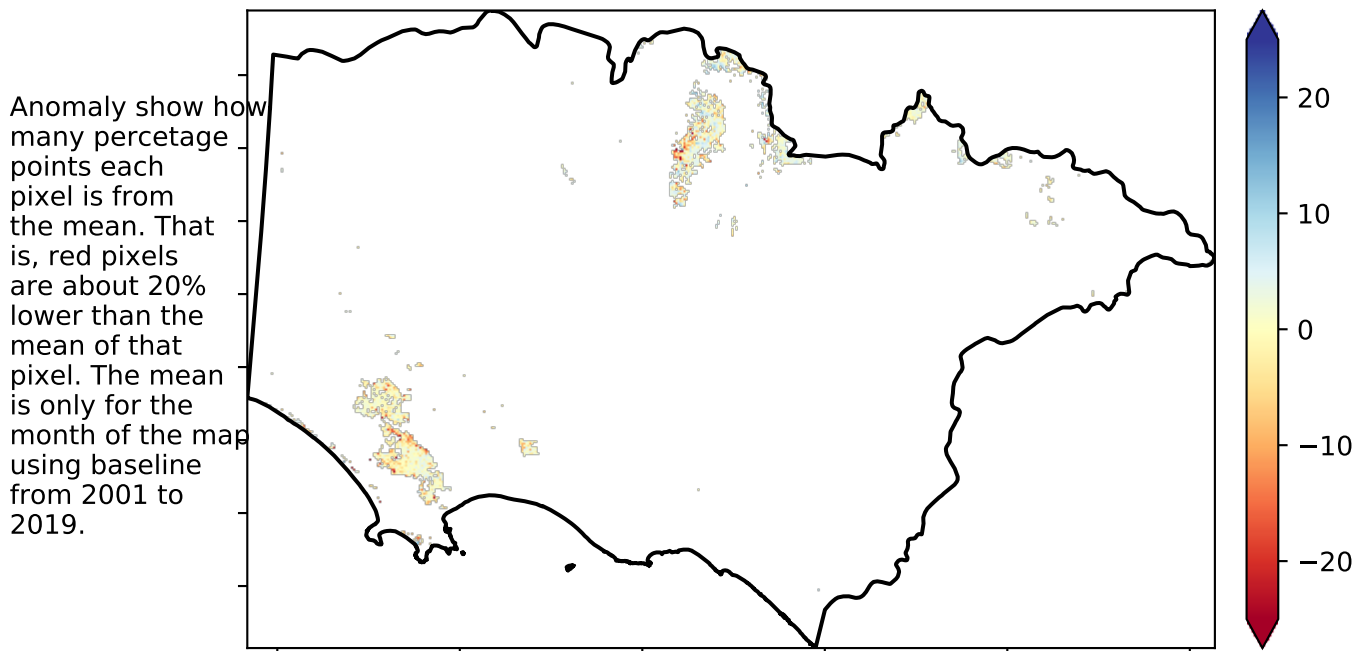 Anomaly show how
many percetage
points each
pixel is from
the mean. That
is, red pixels
are about 20%
lower than the
mean of that
pixel. The mean
is only for the
month of the map
using baseline
from 2001 to
2019.
20
10
0
−10
−20